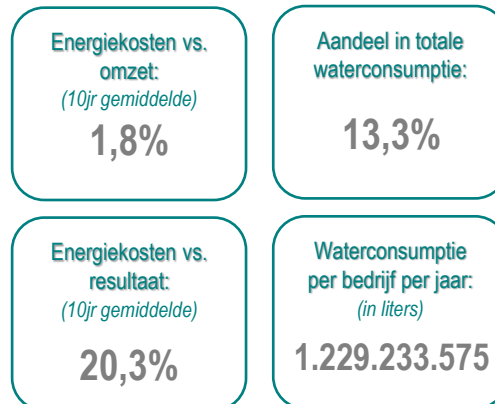 Energiekosten vs.
omzet:
(10jr gemiddelde)
1,8%
Aandeel in totale
waterconsumptie:
13,3%
Energiekosten vs.
resultaat:
(10jr gemiddelde)
20,3%
Waterconsumptie
per bedrijf per jaar:
(in liters)
1.229.233.575